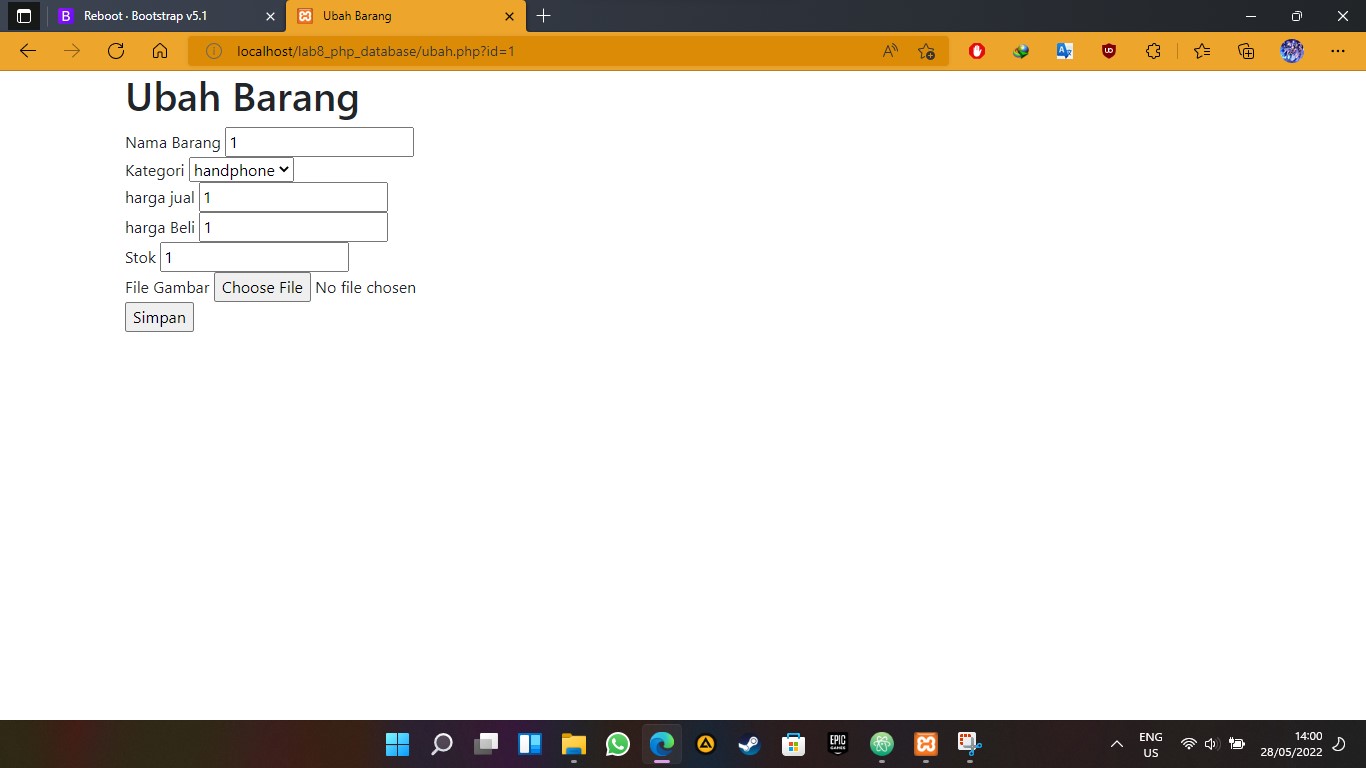 B Reboot · Bootstrap v5.1
Ubah Barang
localhost/lab8_php_database/ubah.php?id=1
Ubah Barang
Nama Barang 1
Kategori handphone
harga jual 1
harga Beli 1
Stok 1
File Gambar Choose File No file chosen
Simpan
EPIC
GAMES
ENG
US
14:00
28/05/2022